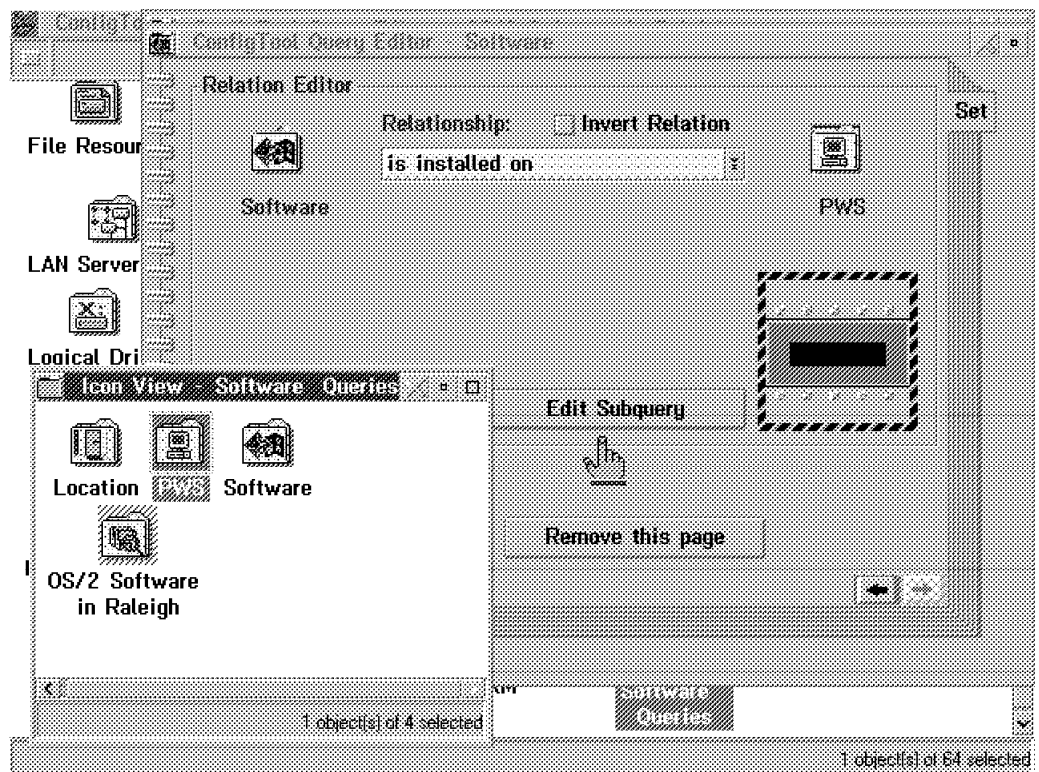 ConfigTo
ConfigTool Query Editor - Software
Relation Editor
Set
Relationship:
Invert Relation
File Resour
is installed on
Software
PWS
LAN Server
Logical Dri
Icon View - Software Queries
Edit Subquery
Location
PWS
Software
Remove this page
OS/2 Software
in Raleigh
Software
Queries
1 object(s) of 4 selected
1 object(s) of 64 selected